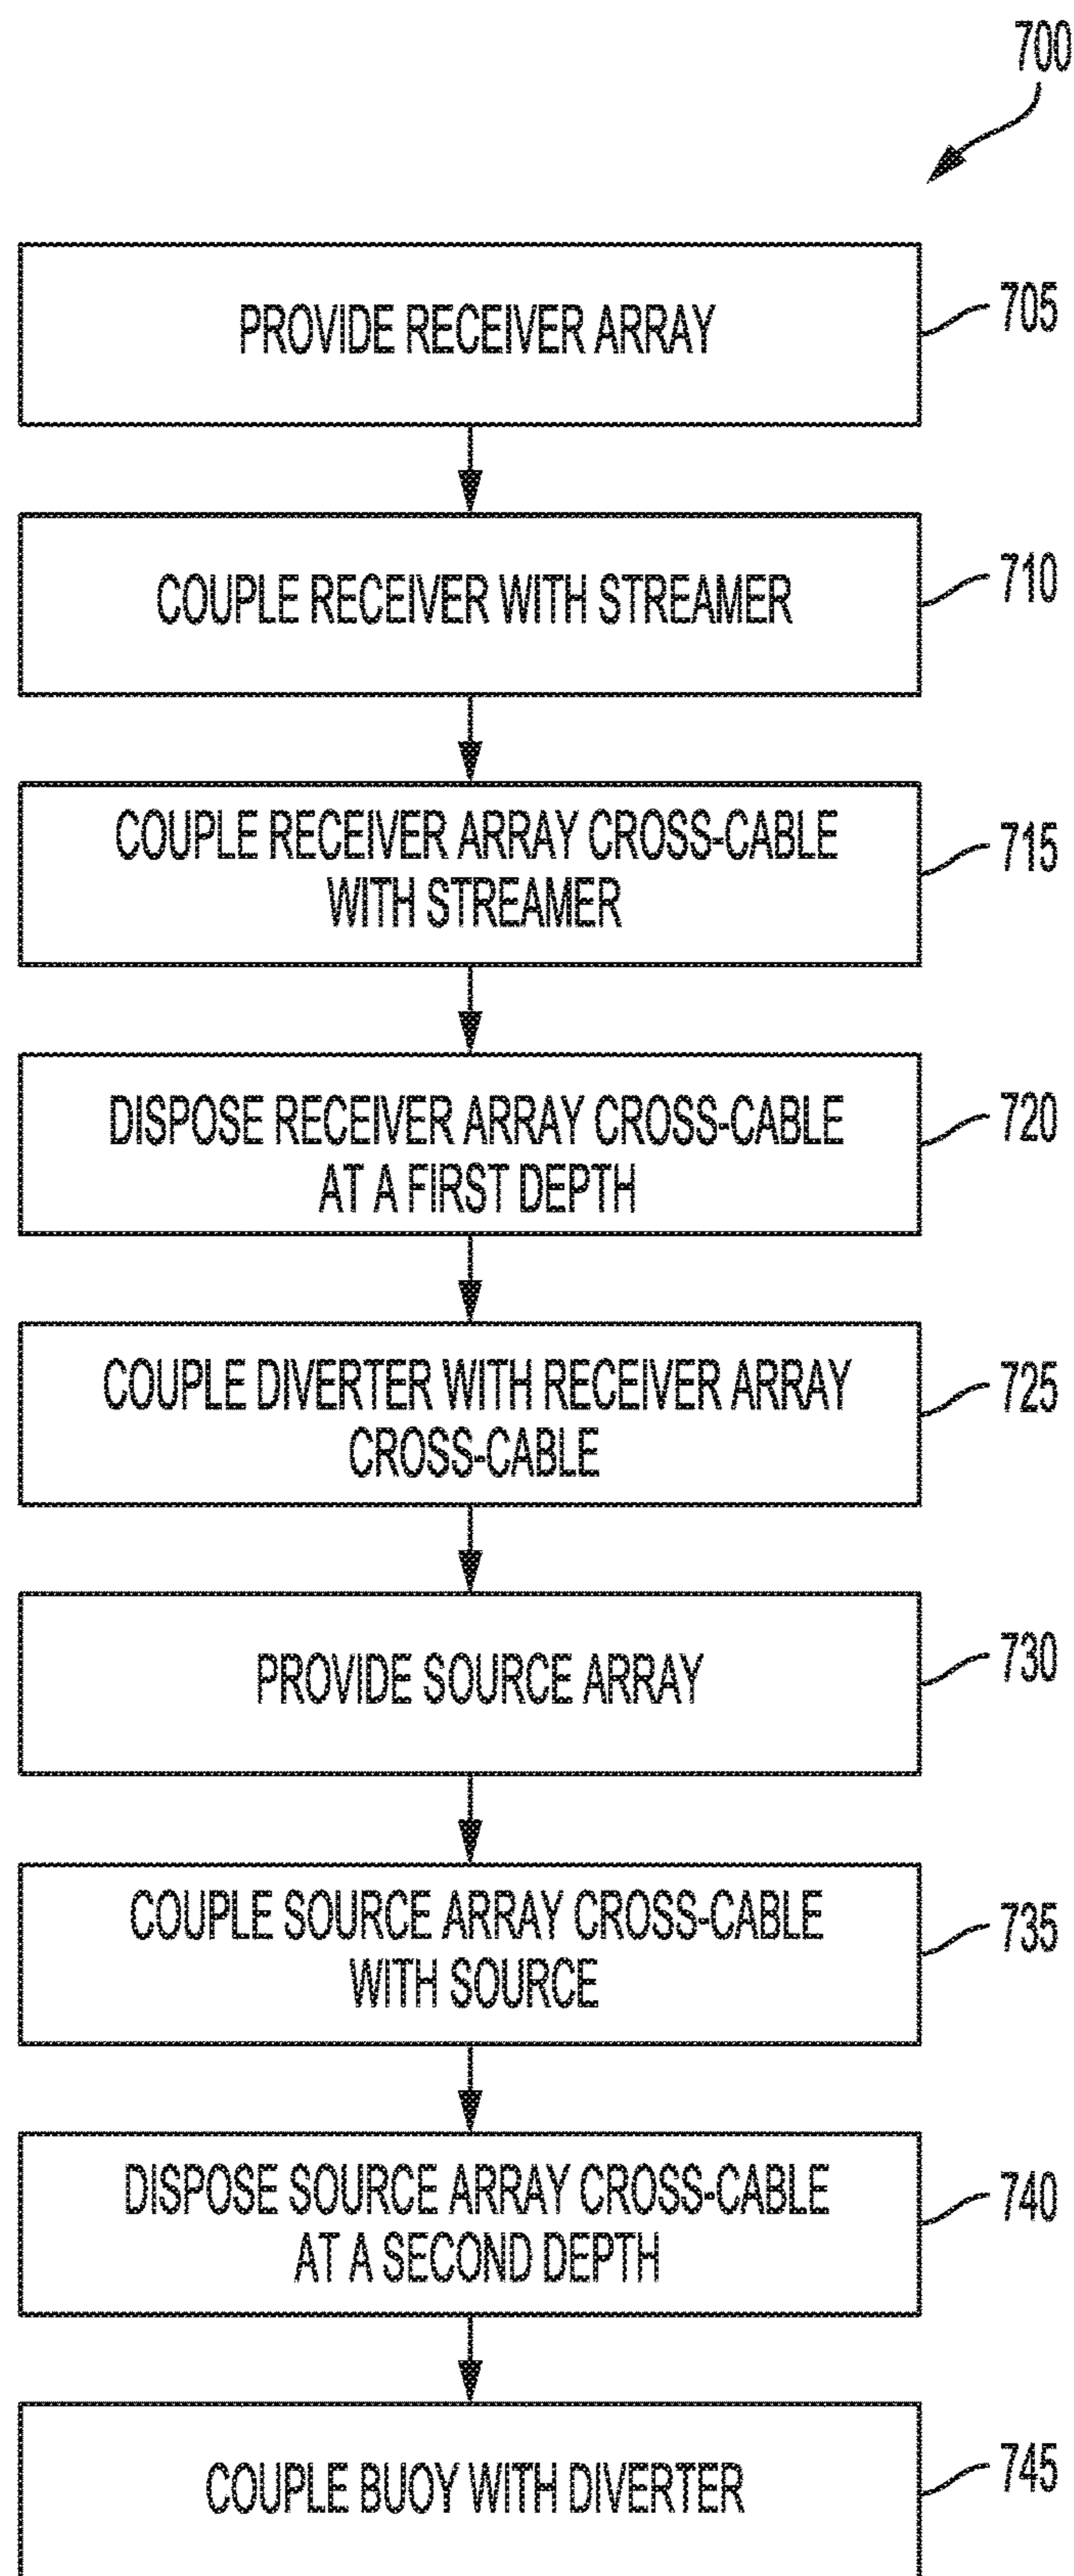 700
PROVIDE RECEIVER ARRAY
705
COUPLE RECEIVER WITH STREAMER
710
COUPLE RECEIVER ARRAY CROSS-CABLE
WITH STREAMER
715
DISPOSE RECEIVER ARRAY CROSS-CABLE
AT A FIRST DEPTH
720
COUPLE DIVERTER WITH RECEIVER ARRAY
CROSS-CABLE
725
PROVIDE SOURCE ARRAY
730
COUPLE SOURCE ARRAY CROSS-CABLE
WITH SOURCE
735
DISPOSE SOURCE ARRAY CROSS-CABLE
AT A SECOND DEPTH
740
COUPLE BUOY WITH DIVERTER
745